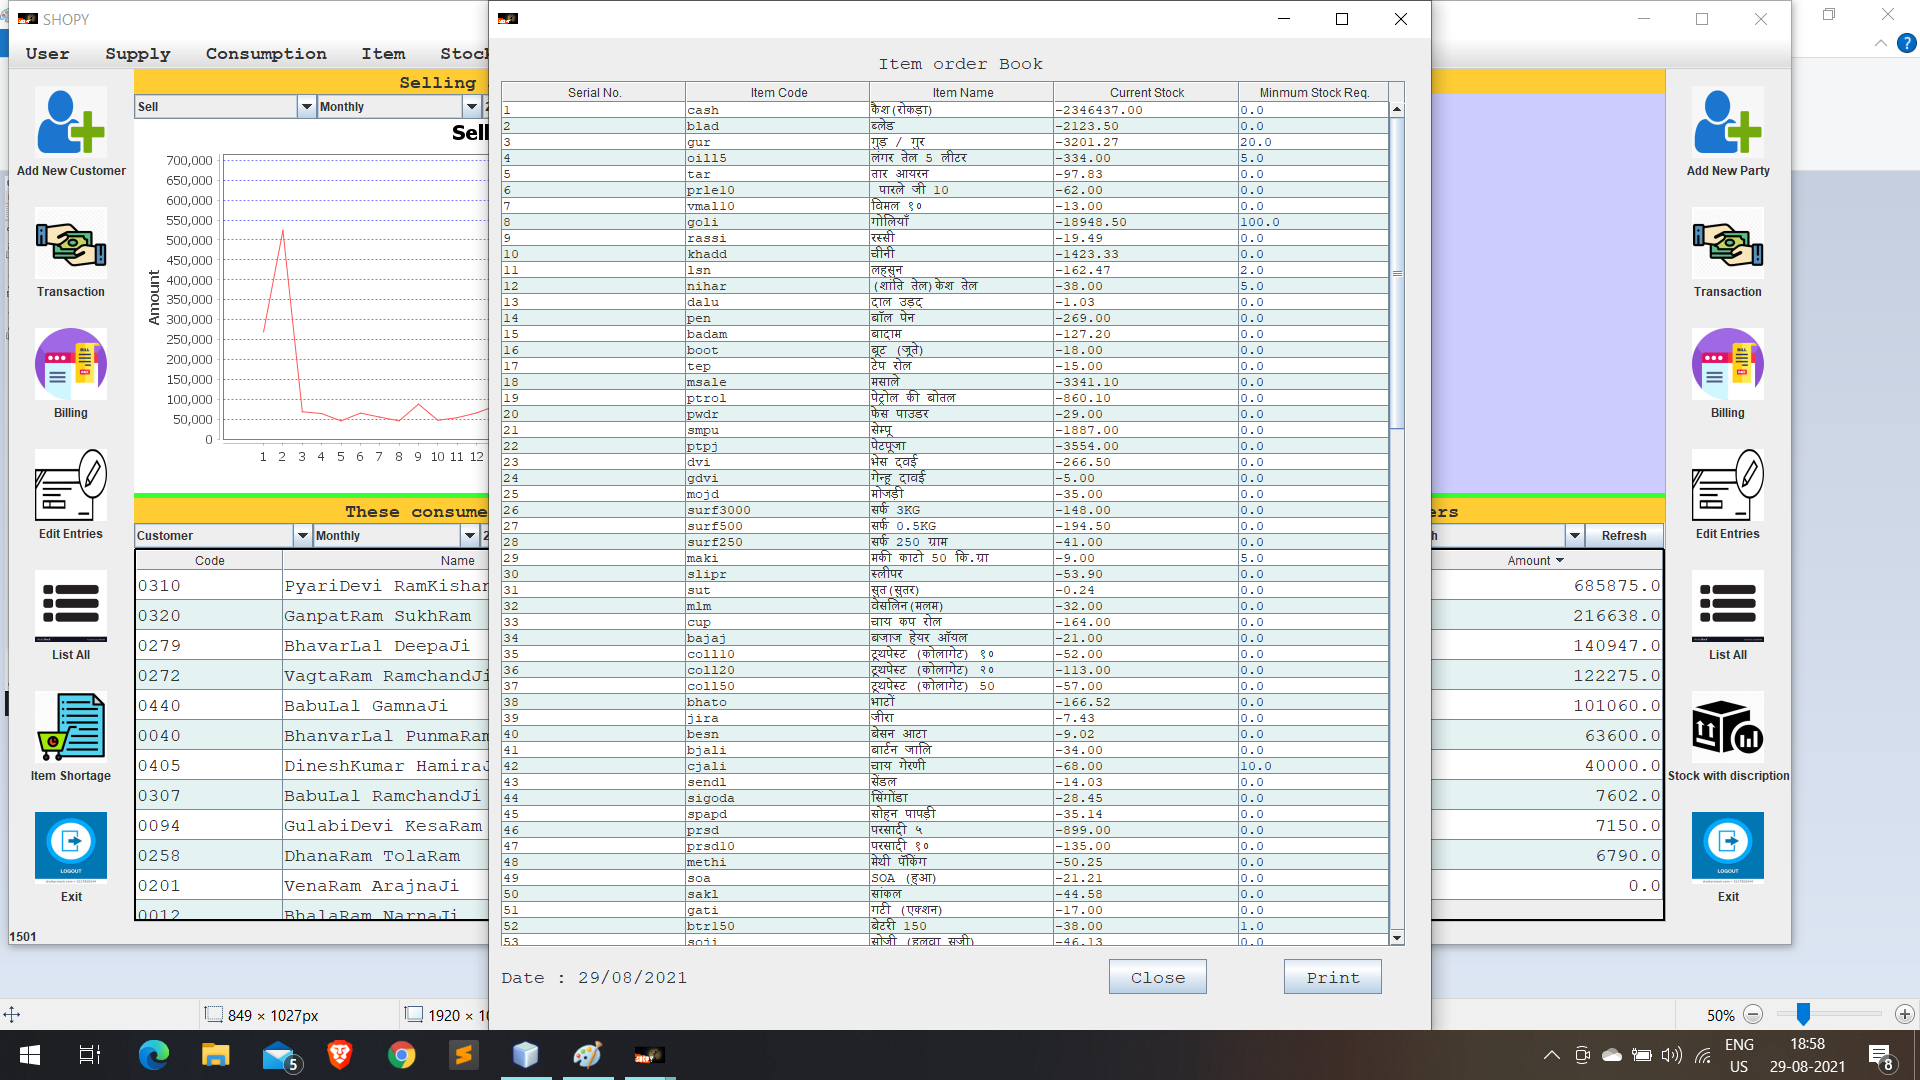 SHOPY
User Supply Consumption Item Stock
Selling
Sell Monthly
Sell
Amount
700,000
650,000
600,000
550,000
500,000
450,000
400,000
350,000
300,000
250,000
200,000
150,000
100,000
50,000
0
1 2 3 4 5 6 7 8 9 10 11 12
Add New Customer
Transaction
Billing
Edit Entries
List All
Item Shortage
LOGOUT
Exit
1501
These consume
Customer Monthly
Code Name
0310 PyariDevi RamKishan
0320 GanpatRam SukhRam
0279 BhavarLal DeepaJi
0272 VagtaRam RamchandJi
0440 BabuLal GamnaJi
0040 BhanvarLal PunmaRam
0405 DineshKumar HamiraJ
0307 BabuLal RamchandJi
0094 GulabiDevi KesaRam
0258 DhanaRam TolaRam
0201 VenaRam ArajnaJi
0012 BhalaRam NarnaJi
Item order Book
Serial No. Item Code Item Name Current Stock Minmum Stock Req.
1 cash कैश(रोकड़ा) -2346437.00 0.0
2 blad ब्लेड -2123.50 0.0
3 gur गुड़ / गुर -3201.27 20.0
4 oill5 लंगर तेल 5 लीटर -334.00 5.0
5 tar तार आयरन -97.83 0.0
6 prle10 पारले जी 10 -62.00 0.0
7 vmal10 विमल १० -13.00 0.0
8 goli गोलियाँ -18948.50 100.0
9 rassi रस्सी -19.49 0.0
10 khadd चीनी -1423.33 0.0
11 lsn लहसुन -162.47 2.0
12 nihar (शांति तेल)केश तेल -38.00 5.0
13 dalu दाल उड़द -1.03 0.0
14 pen बॉल पेन -269.00 0.0
15 badam बादाम -127.20 0.0
16 boot बूट (जूते) -18.00 0.0
17 tep टेप रोल -15.00 0.0
18 msale मसाले -3341.10 0.0
19 ptrol पेट्रोल की बोतल -860.10 0.0
20 pwdr फेस पाउडर -29.00 0.0
21 smpu सेम्पू -1887.00 0.0
22 ptpj पेटपूजा -3554.00 0.0
23 dvi भेस दवाई -266.50 0.0
24 gdvi गेन्हू दावई -5.00 0.0
25 mojd मोजड़ी -35.00 0.0
26 surf3000 सर्फ 3KG -148.00 0.0
27 surf500 सर्फ 0.5KG -194.50 0.0
28 surf250 सर्फ 250 ग्राम -41.00 0.0
29 maki मकी काटो 50 कि.ग्रा -9.00 5.0
30 slipr स्लीपर -53.90 0.0
31 sut सुत(सुतर) -0.24 0.0
32 mlm वेसलिन(मलम) -32.00 0.0
33 cup चाय कप रोल -164.00 0.0
34 bajaj बजाज हेयर ऑयल -21.00 0.0
35 coll10 टूथपेस्ट (कोलागेट) १० -52.00 0.0
36 coll20 टूथपेस्ट (कोलागेट) २० -113.00 0.0
37 coll50 टूथपेस्ट (कोलागेट) 50 -57.00 0.0
38 bhato भाटों -166.52 0.0
39 jira जीरा -7.43 0.0
40 besn बेसन आटा -9.02 0.0
41 bjali बार्टन जालि -34.00 0.0
42 cjali चाय गेरणी -68.00 10.0
43 sendl सेंडल -14.03 0.0
44 sigoda सिंगोंडा -28.45 0.0
45 spapd सोहन पापड़ी -35.14 0.0
46 prsd परसादी ५ -899.00 0.0
47 prsd10 परसादी १० -135.00 0.0
48 methi मेथी पॅकिंग -50.25 0.0
49 soa SOA (हुआ) -21.21 0.0
50 sakl सांकल -44.58 0.0
51 gati गटी (एक्शन) -17.00 0.0
52 btr150 बेटरी 150 -38.00 1.0
53 soji सोजी (हलवा सूजी) -46.13 0.0
Date : 29/08/2021 Close Print
ers
Refresh
Amount
685875.0
216638.0
140947.0
122275.0
101060.0
63600.0
40000.0
7602.0
7150.0
6790.0
0.0
Add New Party
Transaction
Billing
Edit Entries
List All
Stock with discription
LOGOUT
Exit
849 × 1027px 1920 × 10 50%
5 SHOPY ENG US 18:58 29-08-2021 8